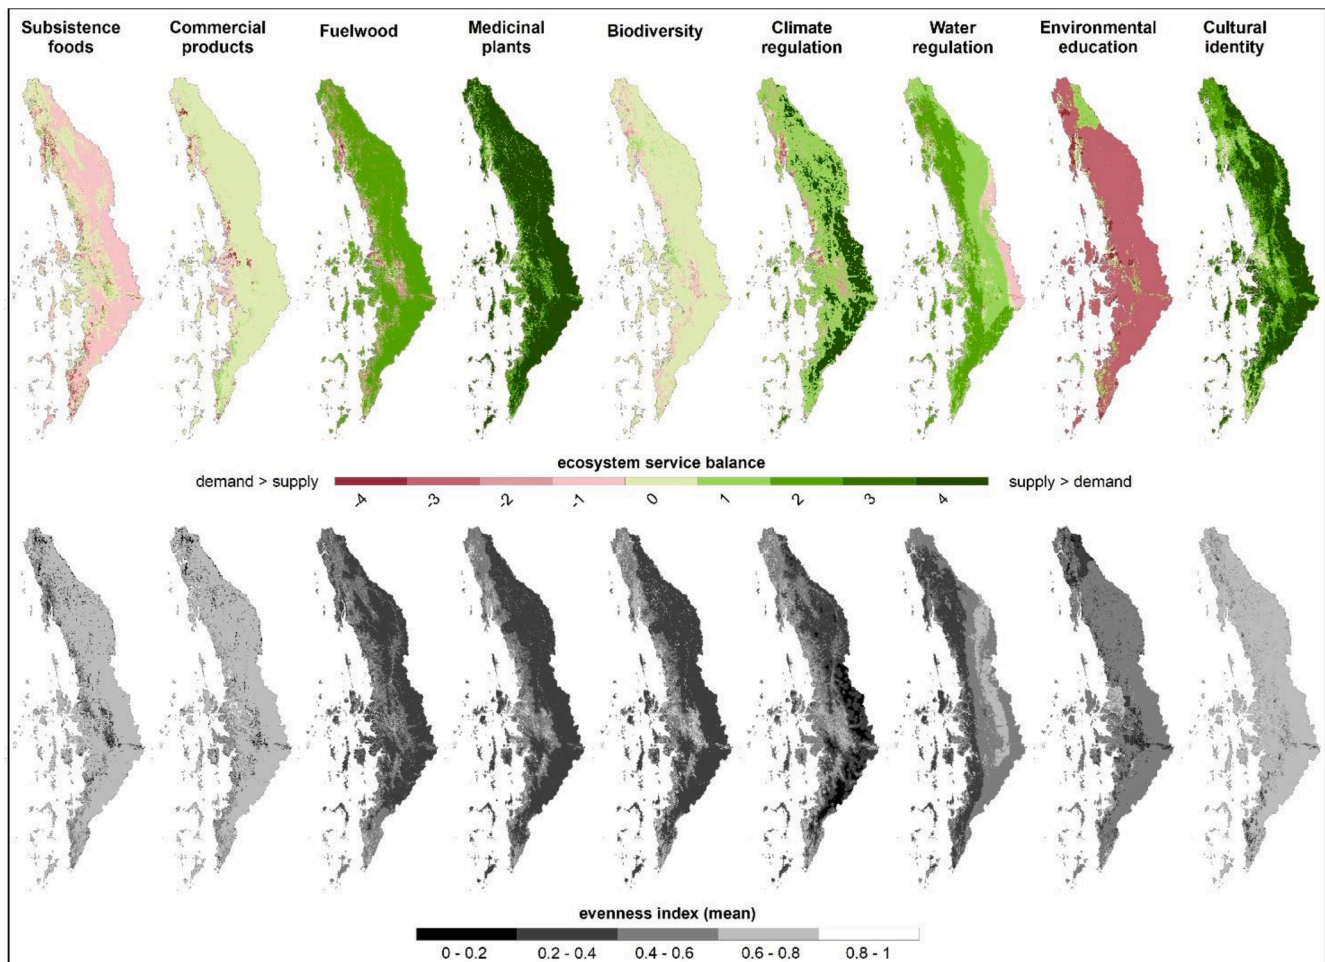 Subsistence foods
Commercial products
Fuelwood
Medicinal plants
Biodiversity
Climate regulation
Water regulation
Environmental education
Cultural identity
ecosystem service balance
demand > supply
supply > demand
-4 -3 -2 -1 0 1 2 3 4
evenness index (mean)
0 - 0.2 0.2 - 0.4 0.4 - 0.6 0.6 - 0.8 0.8 - 1